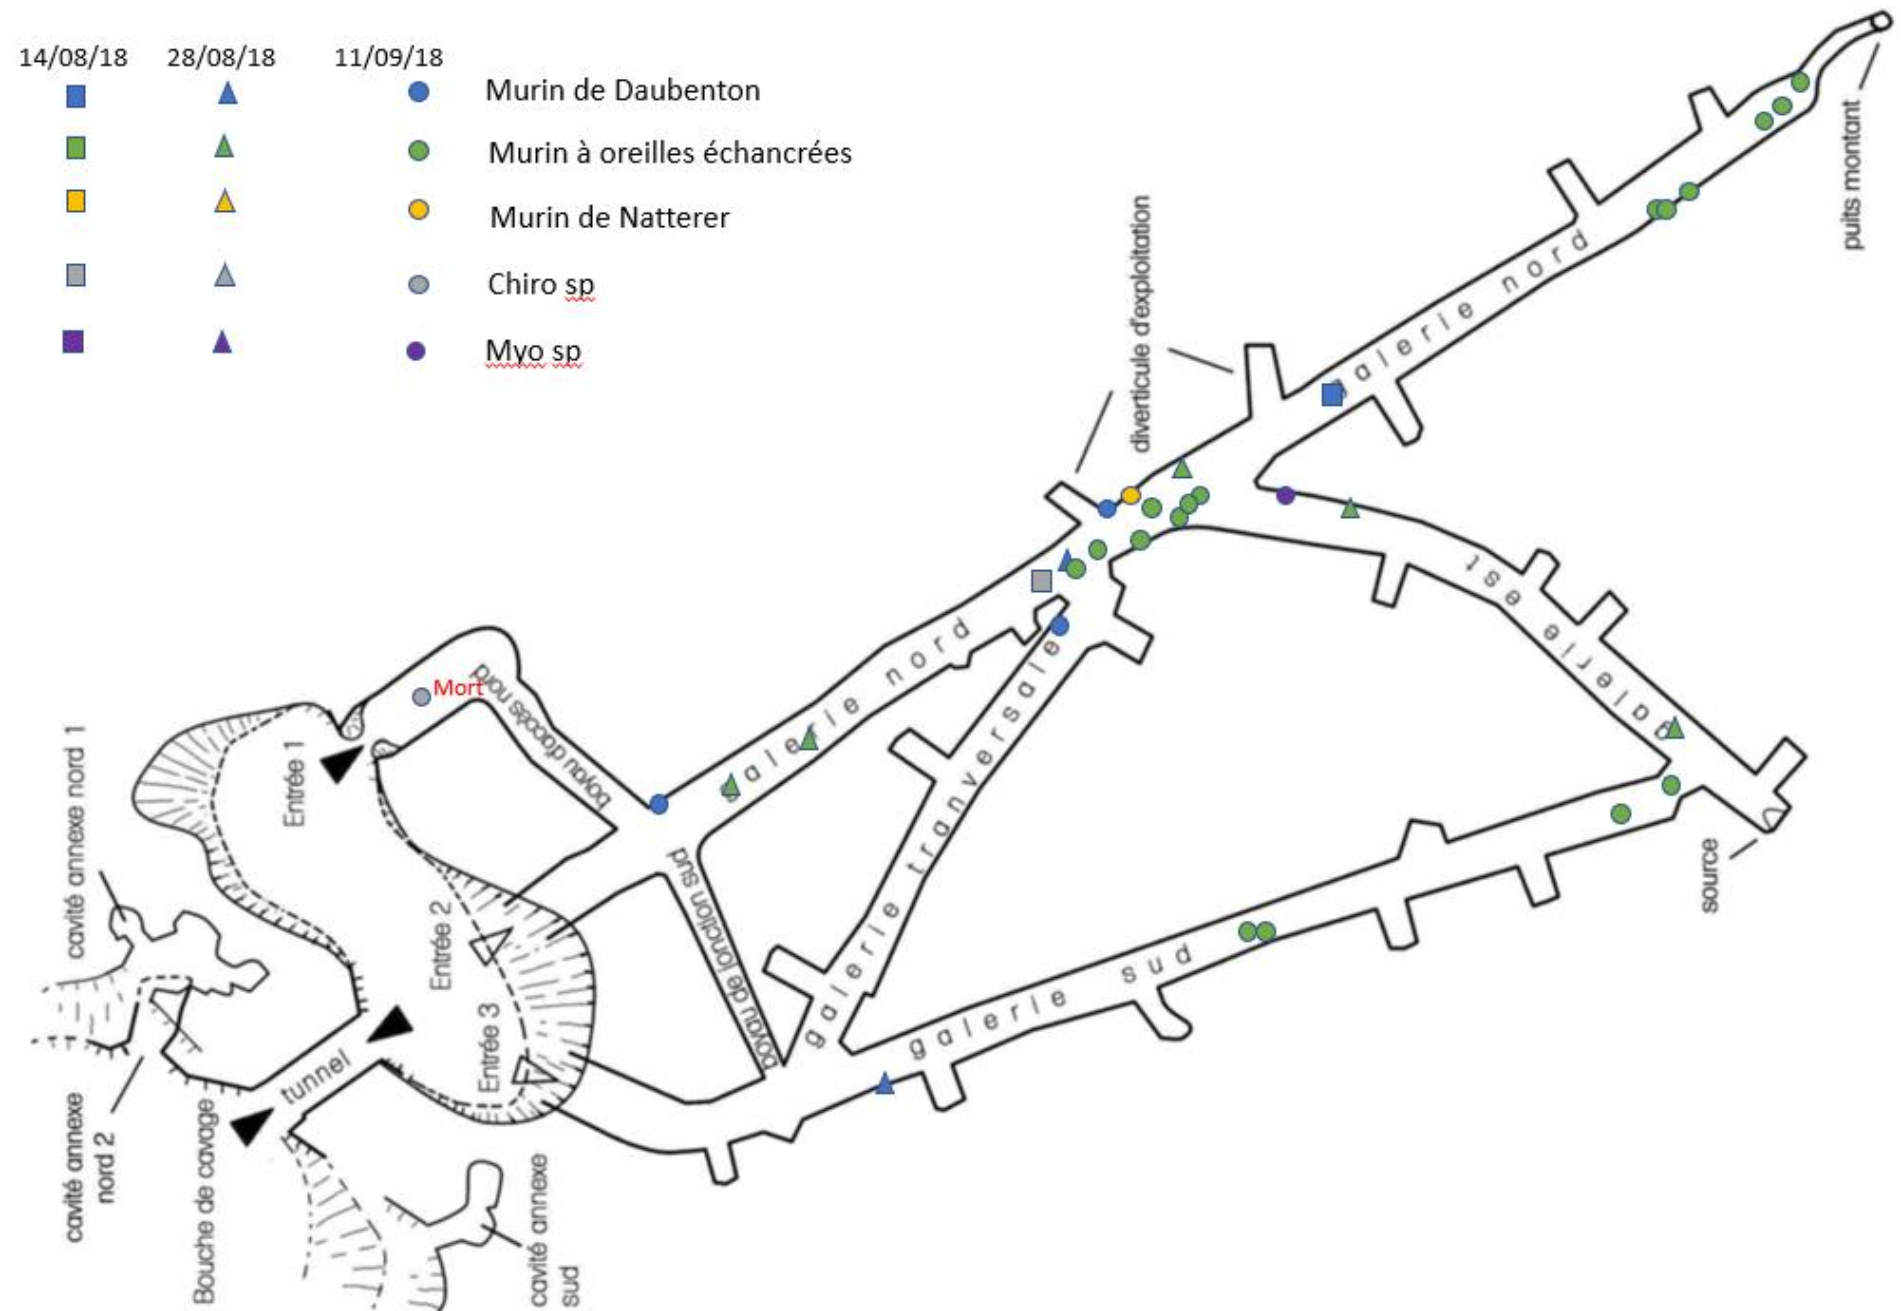 14/08/18 28/08/18 11/09/18
Murin de Daubenton
Murin à oreilles échancrées
Murin de Natterer
Chiro sp
Myo sp
puits montant
diverticule d'exploitation
galerie nord
galerie est
galerie nord
Mort
boyau d'accées nord
galerie tranversale
Entrée 1
cavité annexe nord 1
boyau de jonction sud
source
Entrée 2
galerie sud
Entrée 3
tunnel
cavité annexe
nord 2
Bouche de cavage
cavité annexe
sud